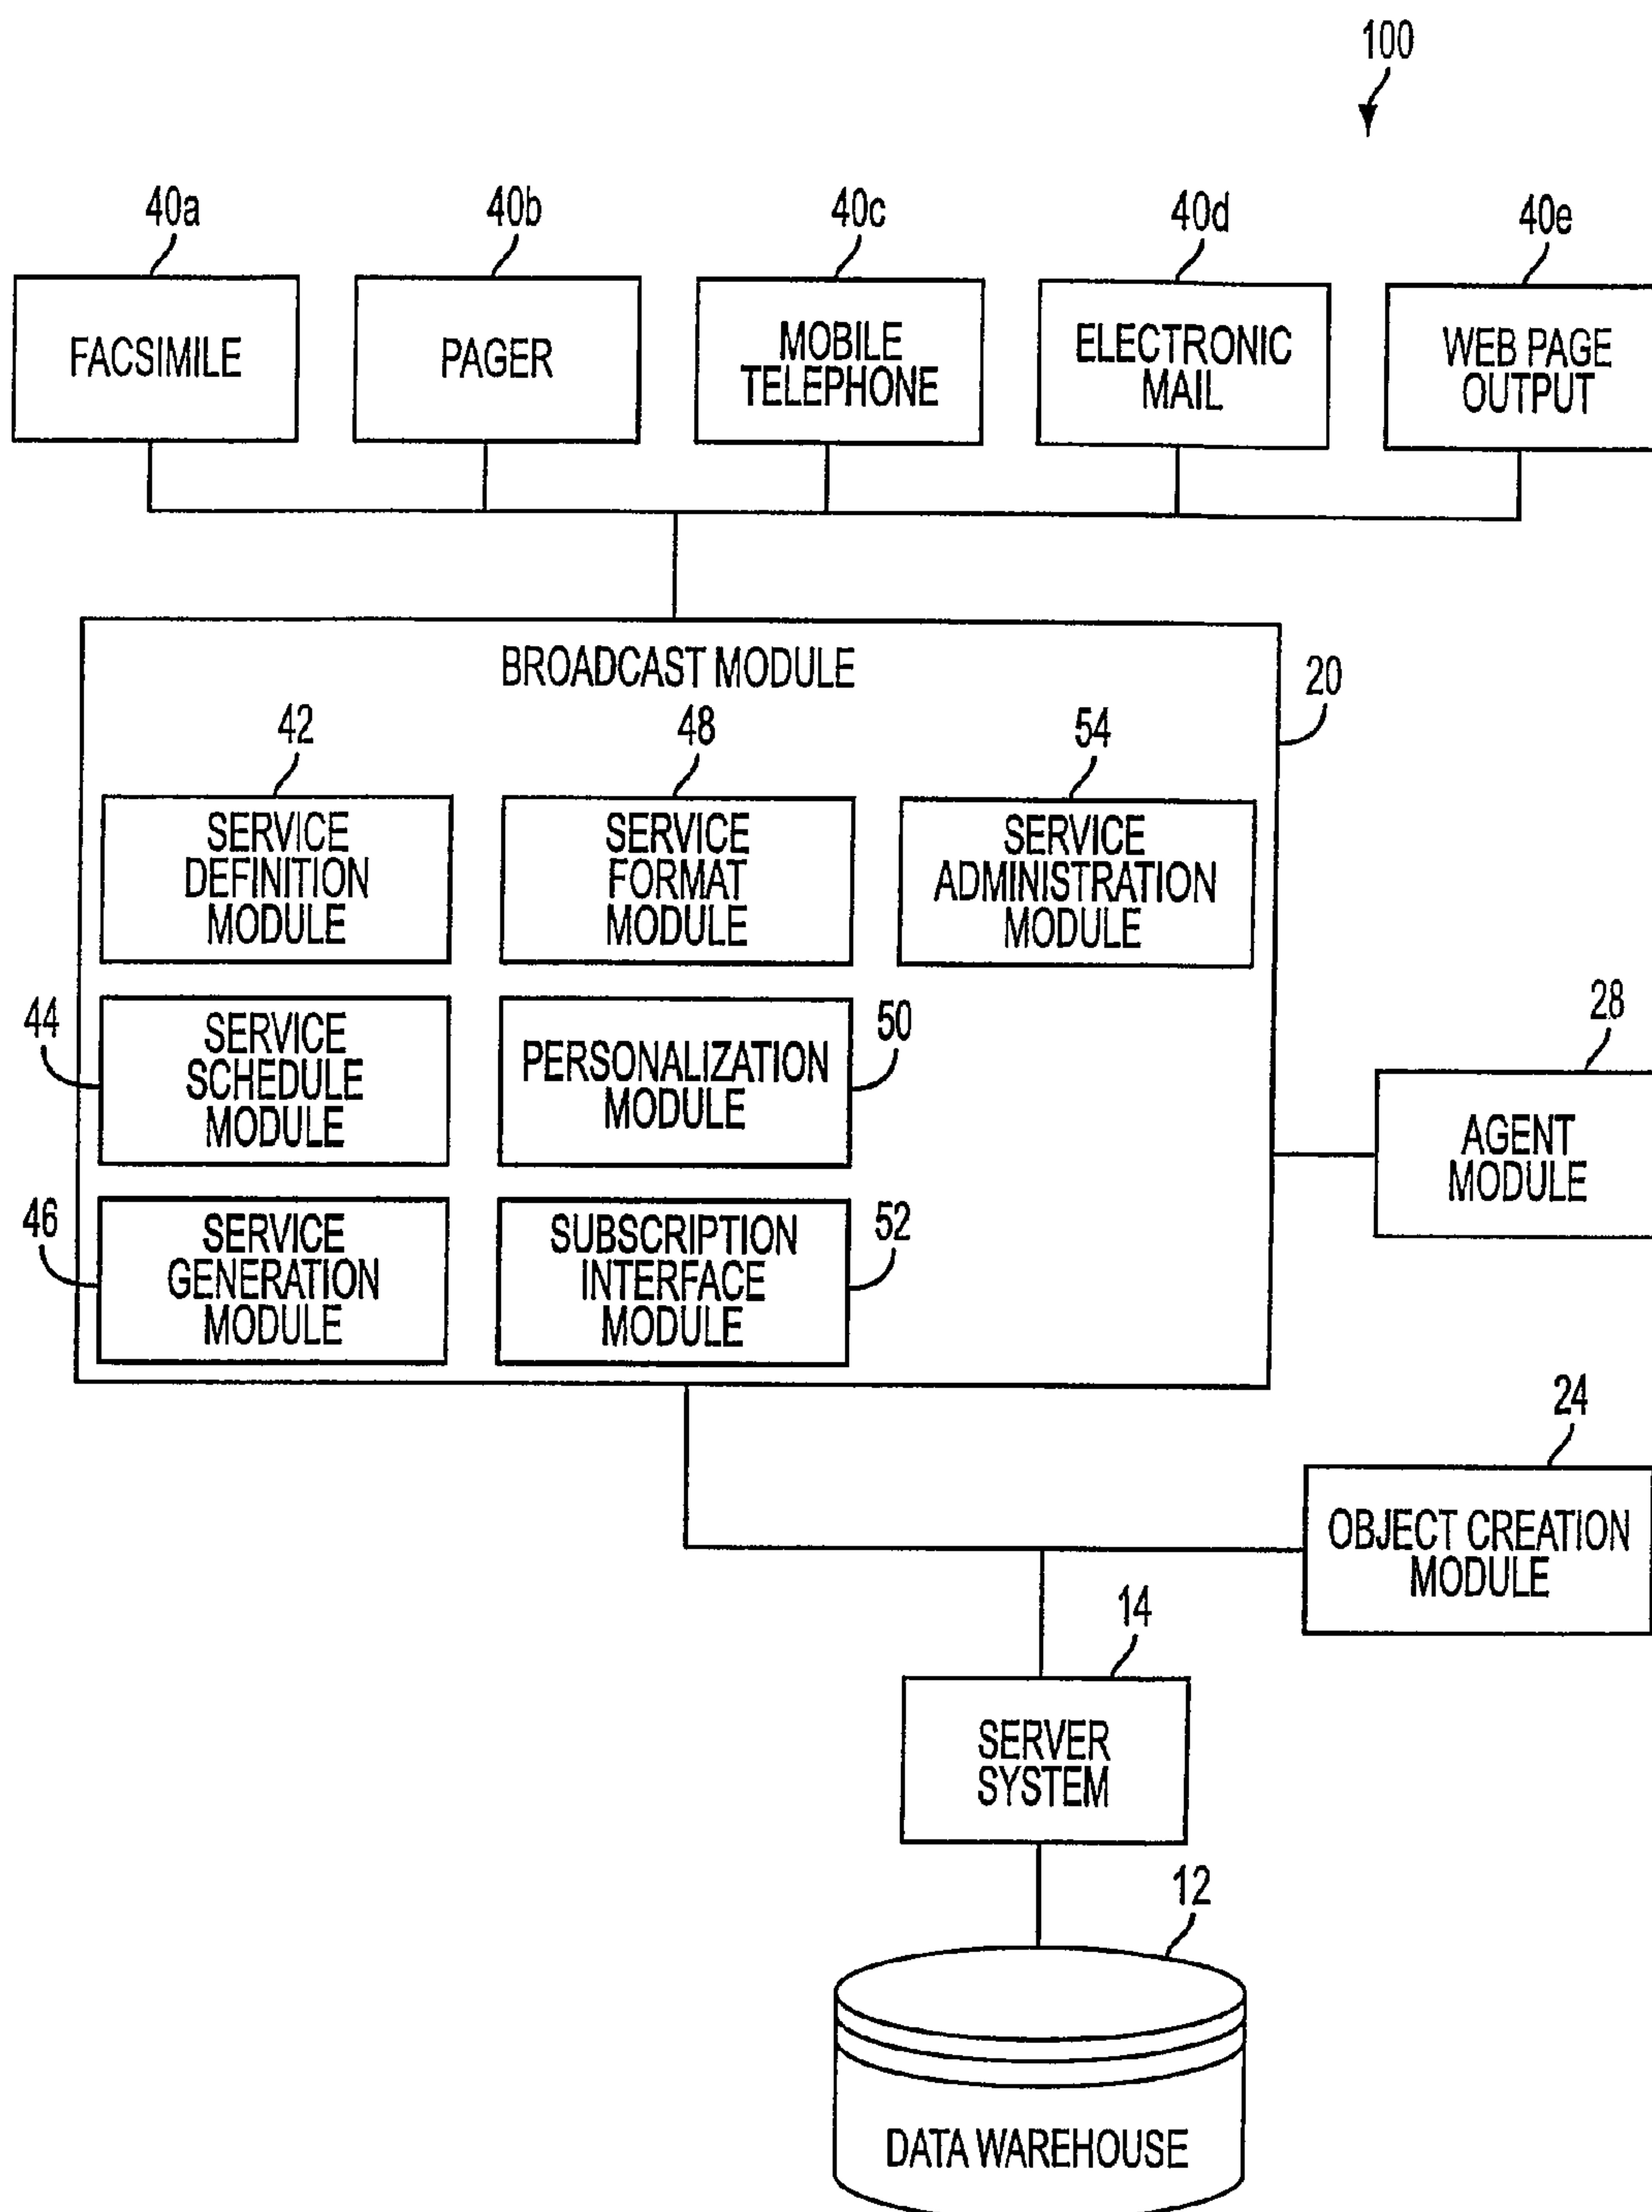 100
40a
40b
40c
40d
40e
FACSIMILE
PAGER
MOBILE
TELEPHONE
ELECTRONIC
MAIL
WEB PAGE
OUTPUT
BROADCAST MODULE
20
42
48
54
SERVICE
DEFINITION
MODULE
SERVICE
FORMAT
MODULE
SERVICE
ADMINISTRATION
MODULE
44
SERVICE
SCHEDULE
MODULE
PERSONALIZATION
MODULE
50
28
AGENT
MODULE
46
SERVICE
GENERATION
MODULE
SUBSCRIPTION
INTERFACE
MODULE
52
24
OBJECT CREATION
MODULE
14
SERVER
SYSTEM
12
DATA WAREHOUSE